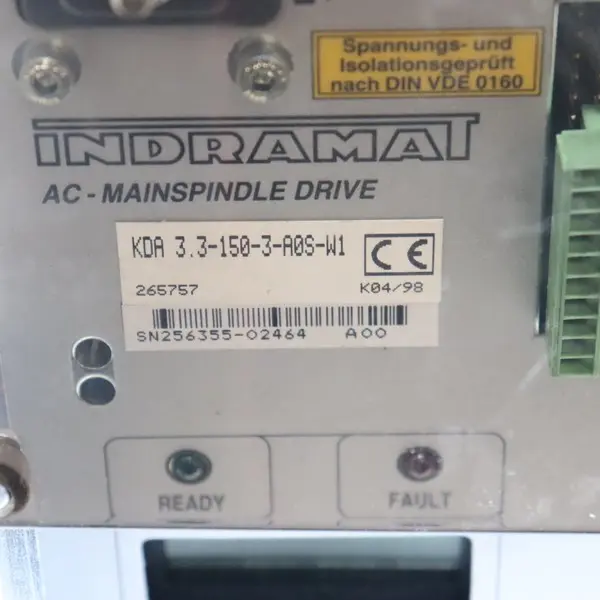 Spannungs- und
Isolationsgeprüft
nach DIN VDE 0160
INDRAMAT
AC - MAINSPINDLE DRIVE
KDA 3.3-150-3-A0S-W1
CE
265757 K04/98
SN256355-02464 A00
READY
FAULT